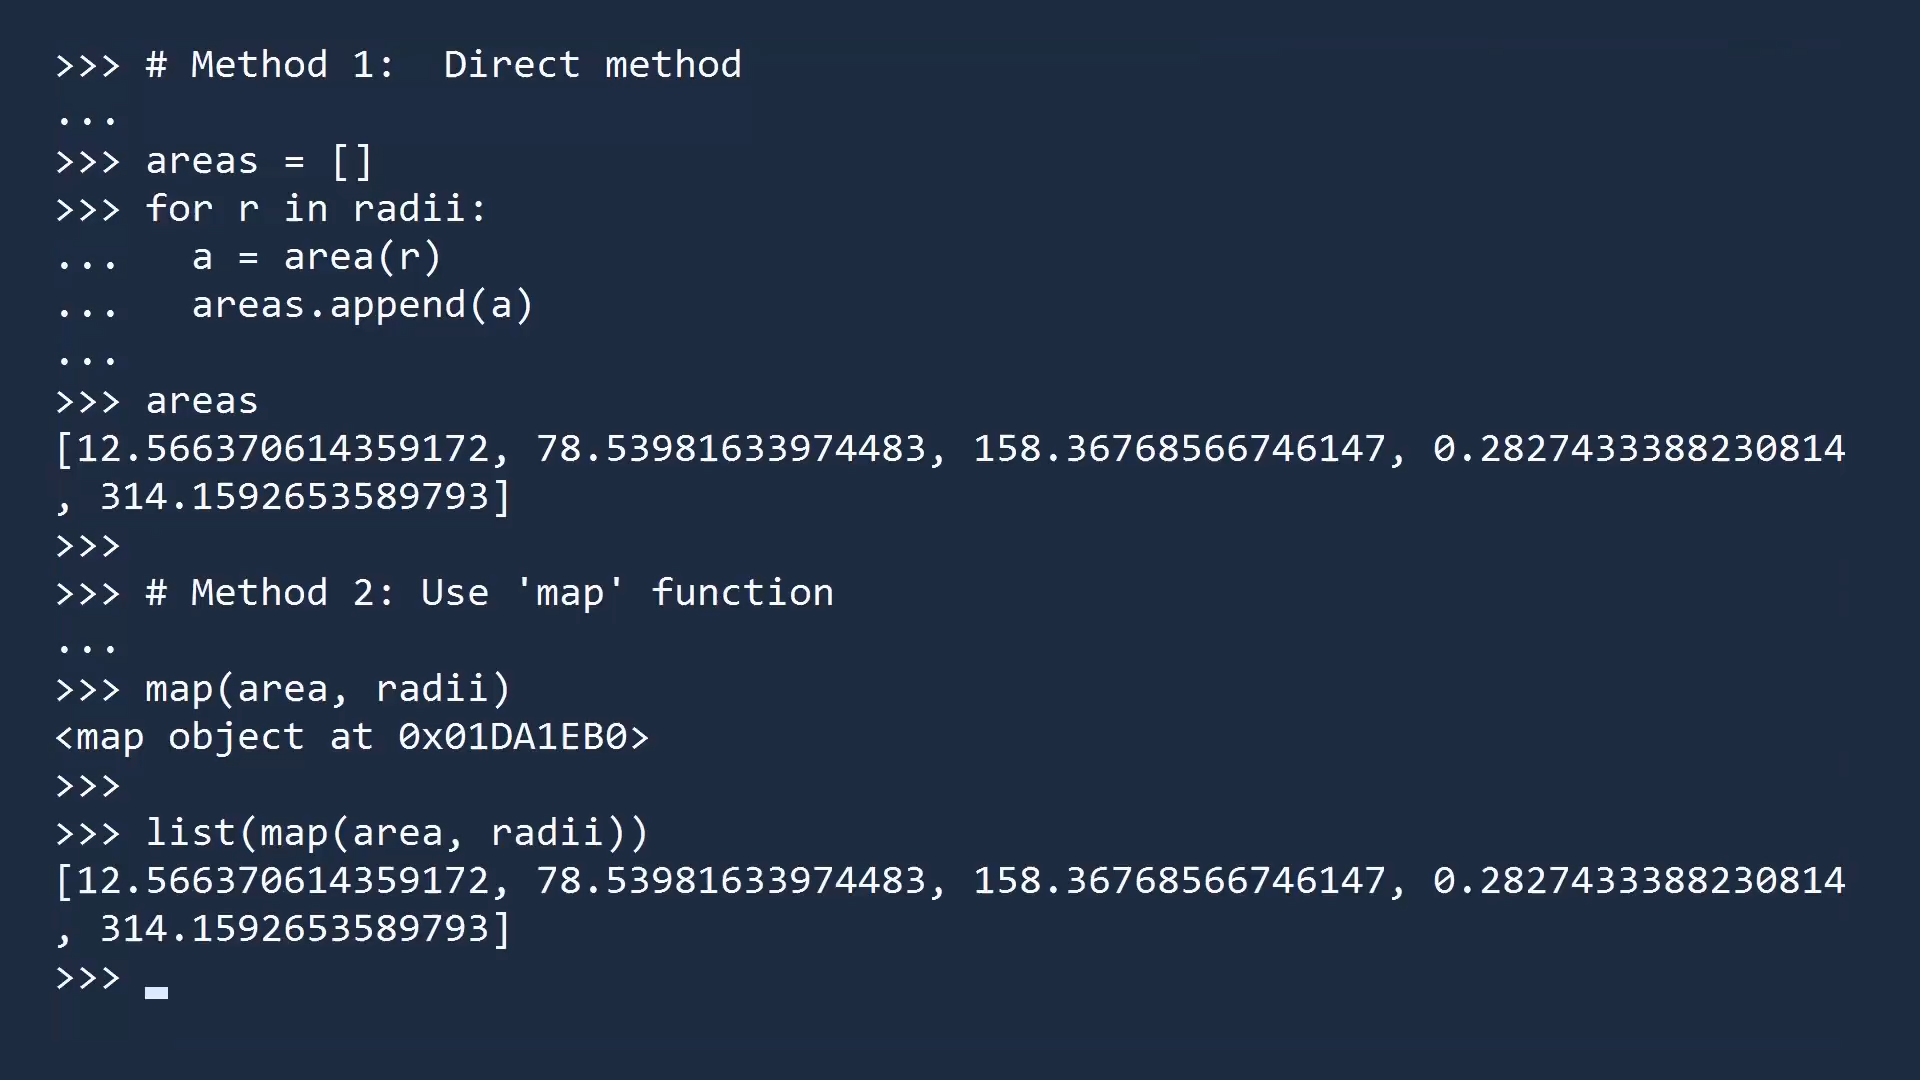 >>> # Method 1:  Direct method
...
>>> areas = []
>>> for r in radii:
...   a = area(r)
...   areas.append(a)
...
>>> areas
[12.566370614359172, 78.53981633974483, 158.36768566746147, 0.2827433388230814
, 314.1592653589793]
>>>
>>> # Method 2: Use 'map' function
...
>>> map(area, radii)
<map object at 0x01DA1EB0>
>>>
>>> list(map(area, radii))
[12.566370614359172, 78.53981633974483, 158.36768566746147, 0.2827433388230814
, 314.1592653589793]
>>>